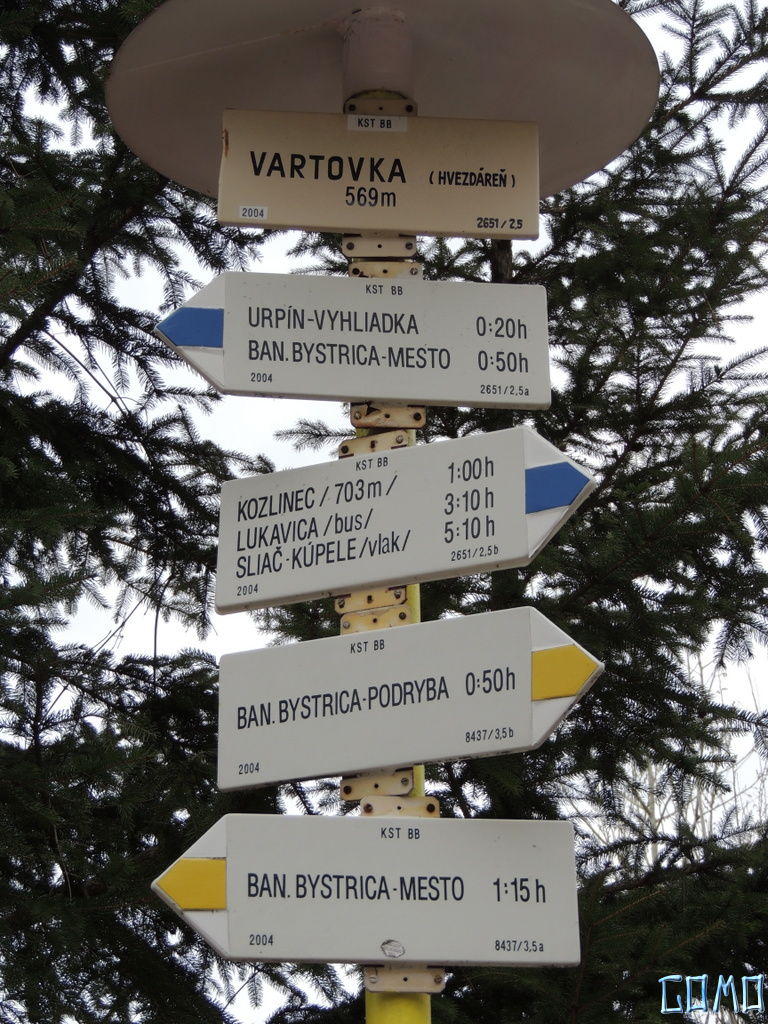 KST BB
VARTOVKA (HVEZDÁREŇ)
569m
2004 2651/2,5
KST BB
URPÍN-VYHLIADKA 0:20h
BAN. BYSTRICA-MESTO 0:50h
2004 2651/2,5a
KST BB
KOZLINEC /703m/ 1:00h
LUKAVICA /bus/ 3:10h
SLIAČ-KÚPELE/vlak/ 5:10h
2004 2651/2,5b
KST BB
BAN. BYSTRICA-PODRYBA 0:50h
2004 8437/3,5b
KST BB
BAN. BYSTRICA-MESTO 1:15h
2004 8437/3,5a
GOMO